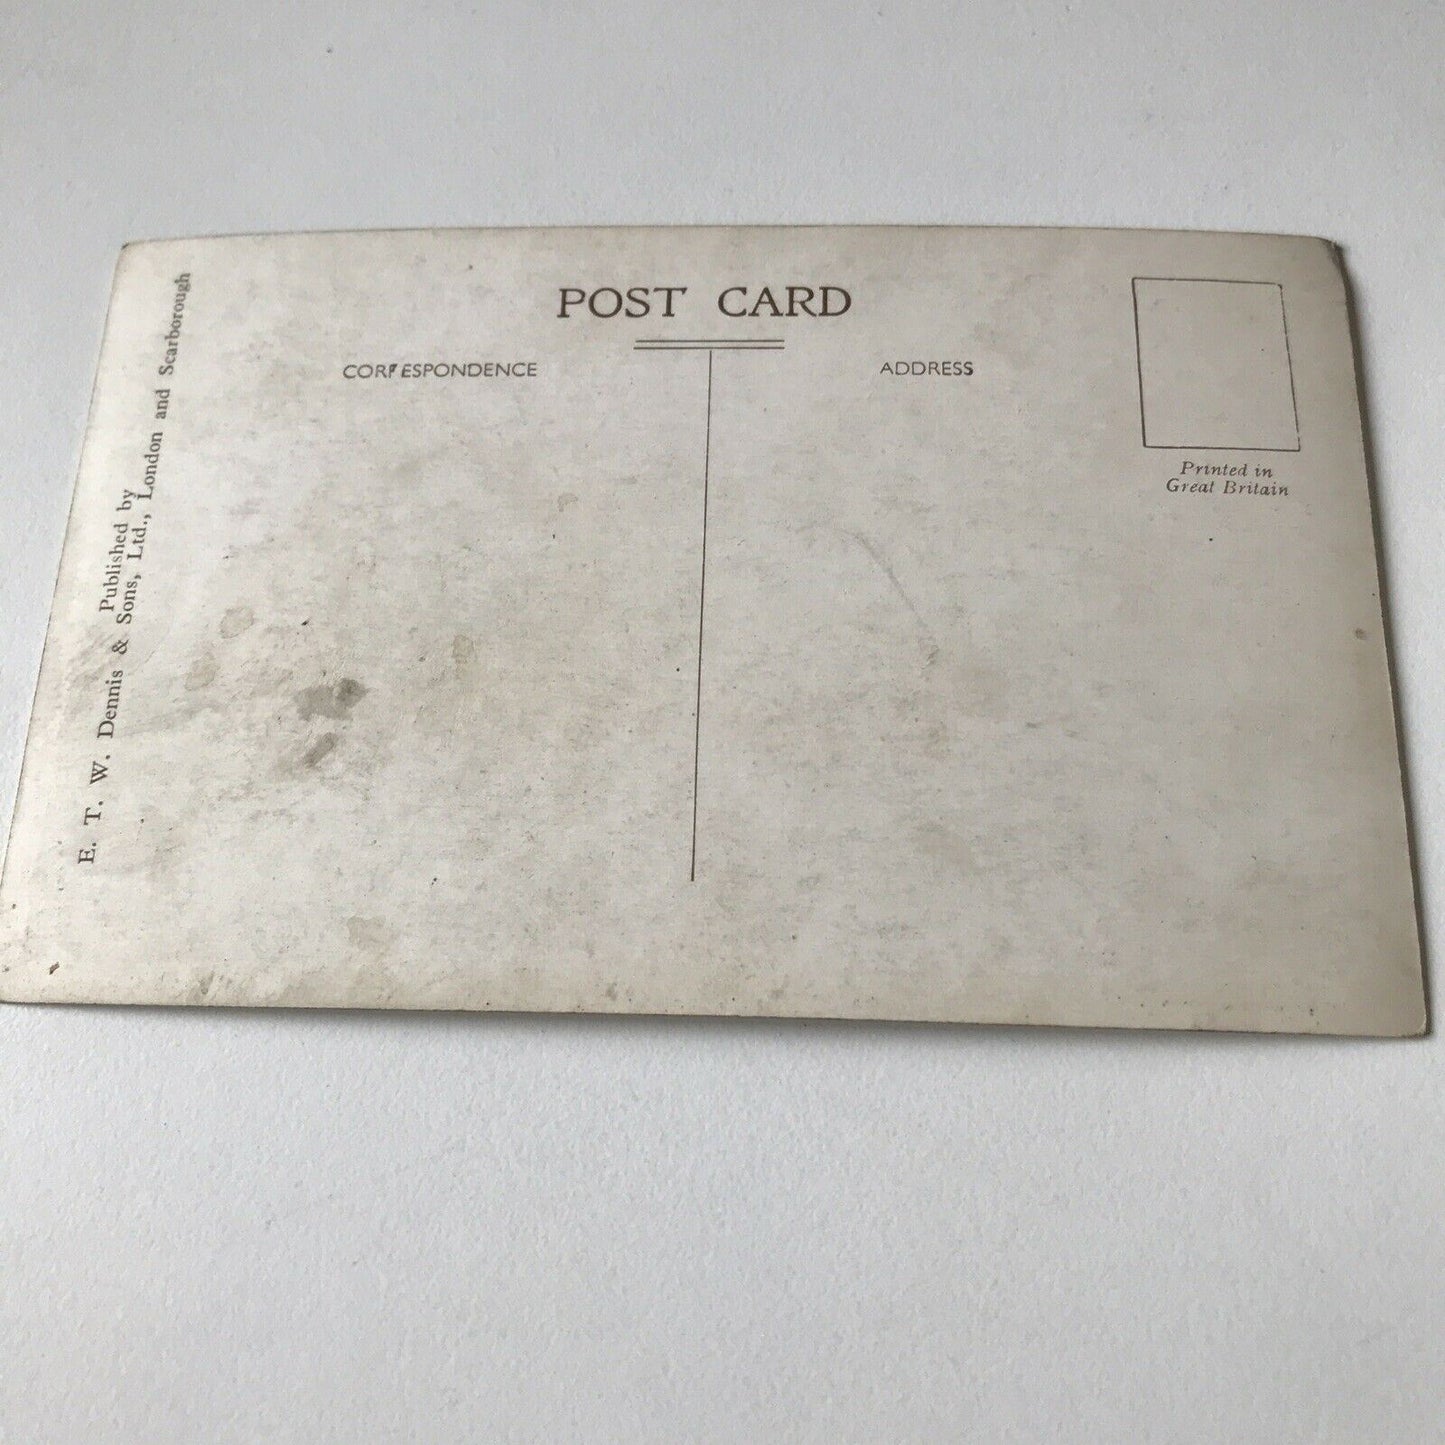 POST CARD
CORRESPONDENCE
ADDRESS
Printed in
Great Britain
Published by
E. T. W. Dennis & Sons, Ltd., London and Scarborough